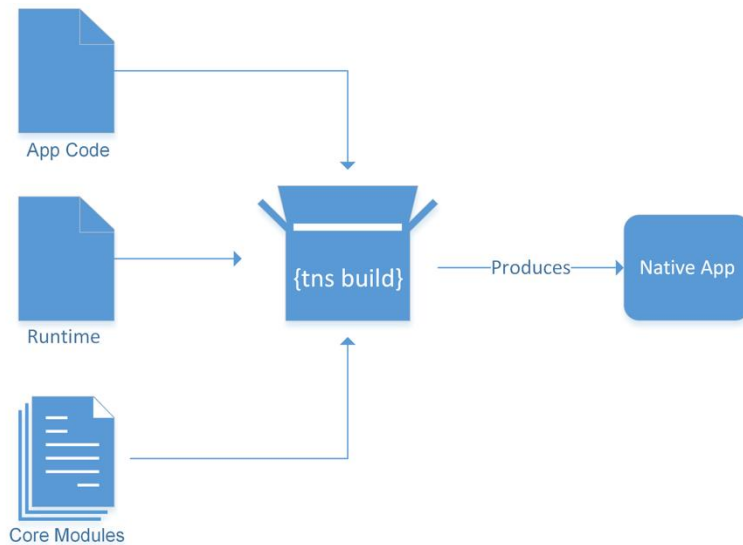 App Code
Runtime
{tns build}
Produces
Native App
Core Modules